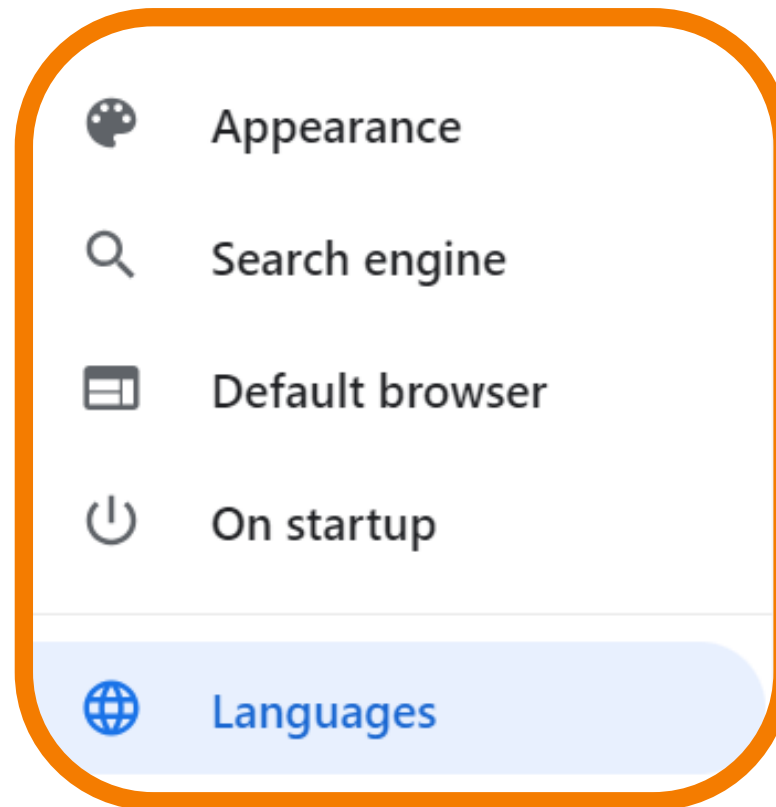 Appearance
Search engine
Default browser
On startup
Languages